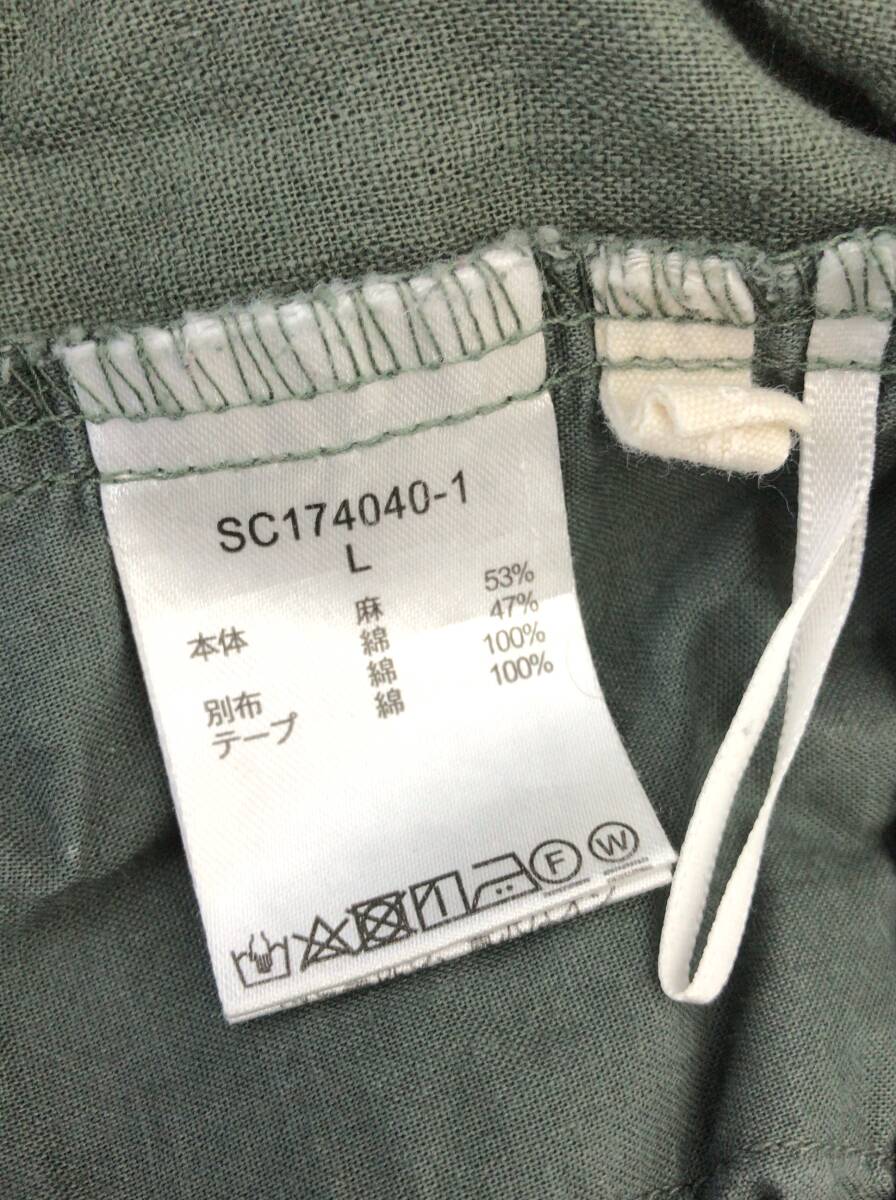 SC174040-1
L
本体 麻 53%
綿 47%
別布 綿 100%
テープ 綿 100%
F W